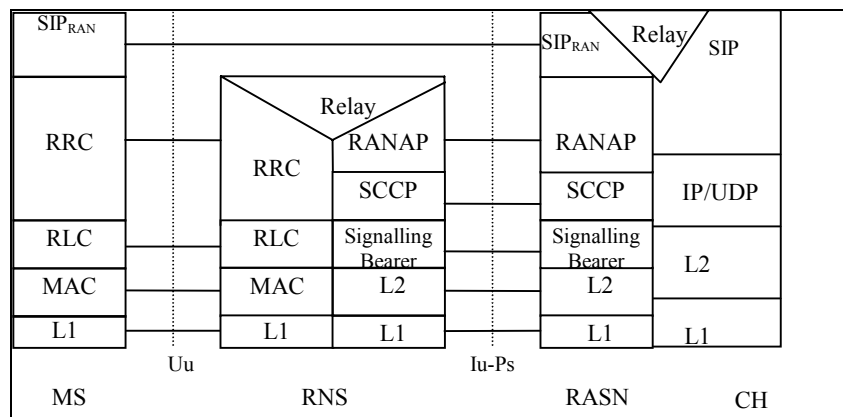 SIPRAN
SIPRAN
Relay
SIP
Relay
RRC
RRC
RANAP
RANAP
SCCP
SCCP
IP/UDP
RLC
RLC
Signalling
Bearer
Signalling
Bearer
L2
MAC
MAC
L2
L2
L1
L1
L1
L1
L1
Uu
Iu-Ps
MS
RNS
RASN
CH